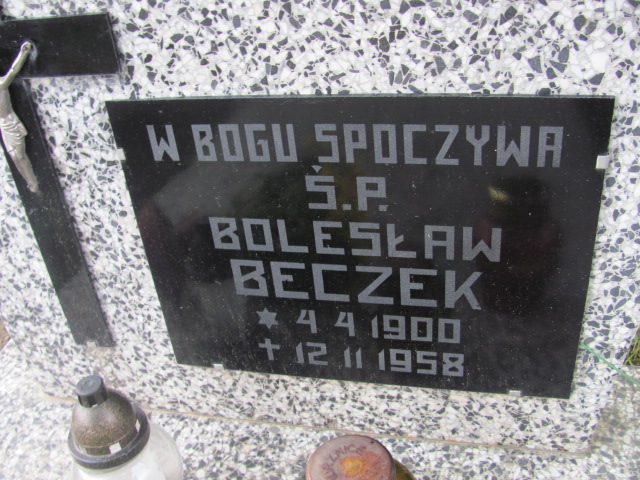 W BOGU SPOCZYWA
Ś.P.
BOLESŁAW
BECZEK
* 4 4 1900
† 12 11 1958